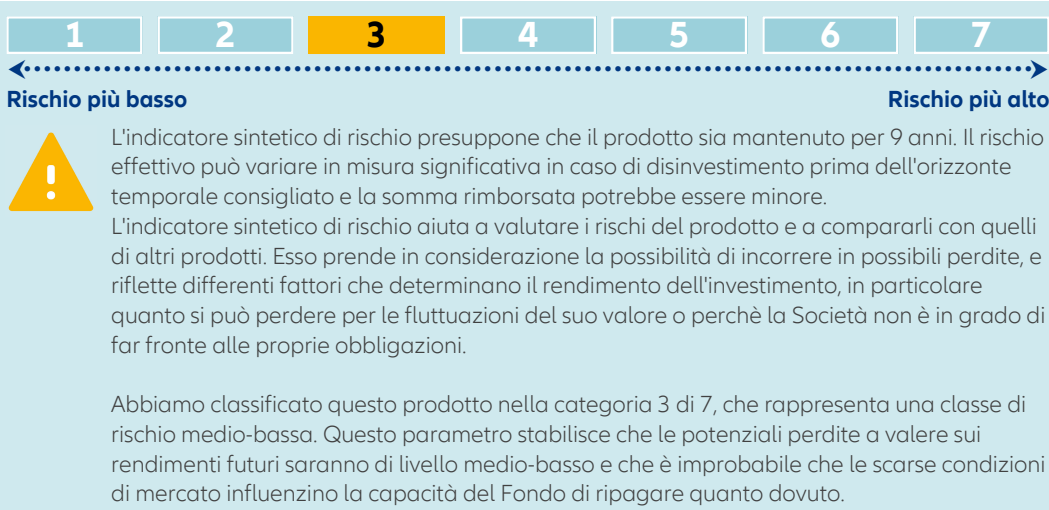 1 2 3 4 5 6 7
Rischio più basso Rischio più alto
L'indicatore sintetico di rischio presuppone che il prodotto sia mantenuto per 9 anni. Il rischio
effettivo può variare in misura significativa in caso di disinvestimento prima dell'orizzonte
temporale consigliato e la somma rimborsata potrebbe essere minore.
L'indicatore sintetico di rischio aiuta a valutare i rischi del prodotto e a compararli con quelli
di altri prodotti. Esso prende in considerazione la possibilità di incorrere in possibili perdite, e
riflette differenti fattori che determinano il rendimento dell'investimento, in particolare
quanto si può perdere per le fluttuazioni del suo valore o perchè la Società non è in grado di
far fronte alle proprie obbligazioni.
Abbiamo classificato questo prodotto nella categoria 3 di 7, che rappresenta una classe di
rischio medio-bassa. Questo parametro stabilisce che le potenziali perdite a valere sui
rendimenti futuri saranno di livello medio-basso e che è improbabile che le scarse condizioni
di mercato influenzino la capacità del Fondo di ripagare quanto dovuto.